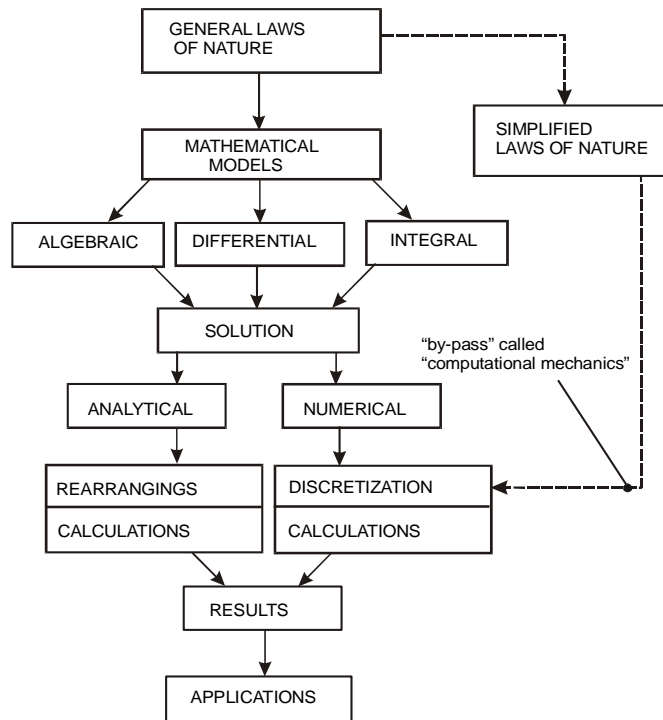 GENERAL LAWS
OF NATURE
SIMPLIFIED
LAWS OF NATURE
MATHEMATICAL
MODELS
ALGEBRAIC
DIFFERENTIAL
INTEGRAL
SOLUTION
“by-pass” called
“computational mechanics”
ANALYTICAL
NUMERICAL
REARRANGINGS
DISCRETIZATION
CALCULATIONS
CALCULATIONS
RESULTS
APPLICATIONS